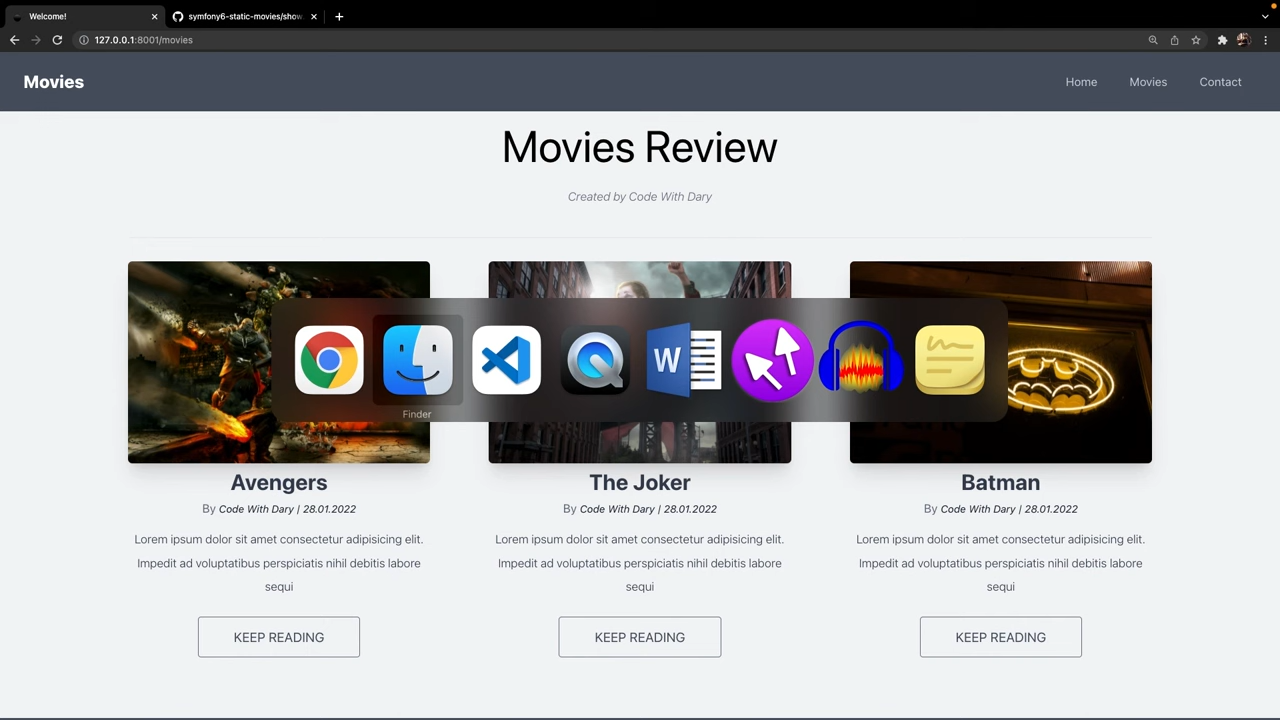 Welcome!
symfony6-static-movies/show.
127.0.0.1:8001/movies
Movies
Home
Movies
Contact
Movies Review
Created by Code With Dary
W
Finder
Avengers
By Code With Dary | 28.01.2022
Lorem ipsum dolor sit amet consectetur adipisicing elit.
Impedit ad voluptatibus perspiciatis nihil debitis labore
sequi
KEEP READING
The Joker
By Code With Dary | 28.01.2022
Lorem ipsum dolor sit amet consectetur adipisicing elit.
Impedit ad voluptatibus perspiciatis nihil debitis labore
sequi
KEEP READING
Batman
By Code With Dary | 28.01.2022
Lorem ipsum dolor sit amet consectetur adipisicing elit.
Impedit ad voluptatibus perspiciatis nihil debitis labore
sequi
KEEP READING